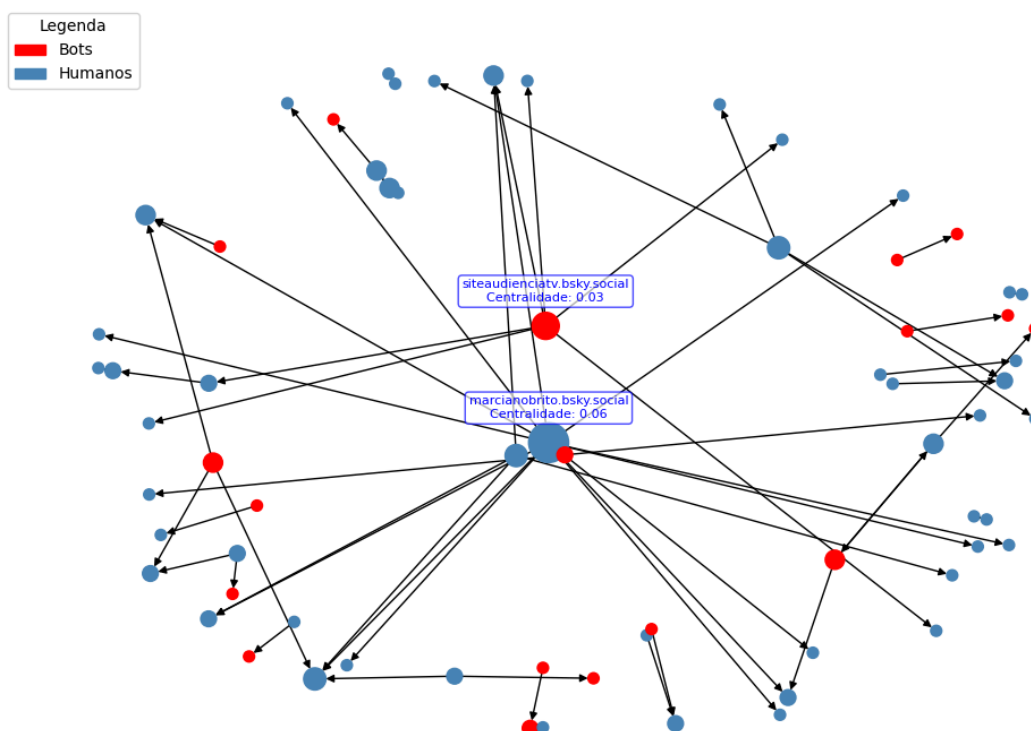 Legenda
Bots
Humanos
siteaudienciatv.bsky.social
Centralidade: 0.03
marcianobrito.bsky.social
Centralidade: 0.06